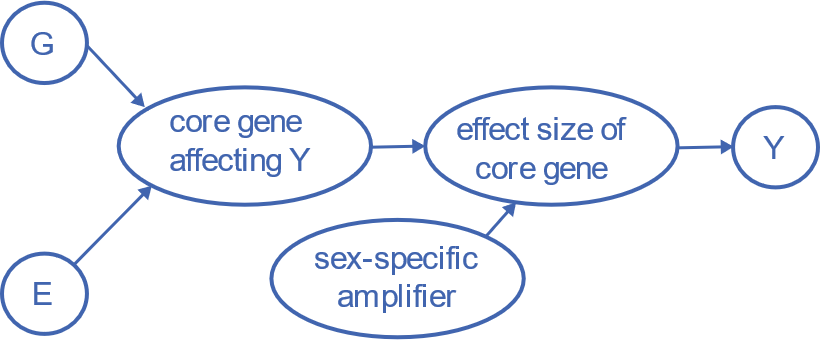 G
core gene
affecting Y
effect size of
core gene
Y
E
sex-specific
amplifier